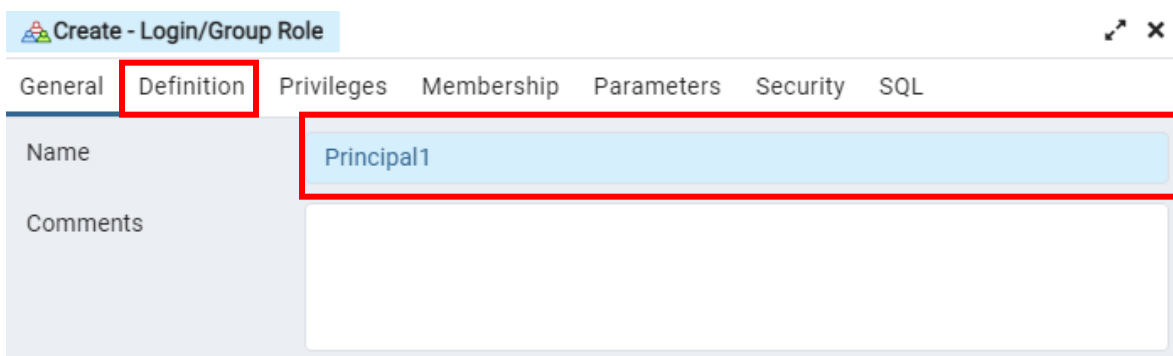 Create - Login/Group Role
General Definition Privileges Membership Parameters Security SQL
Name Principal1
Comments